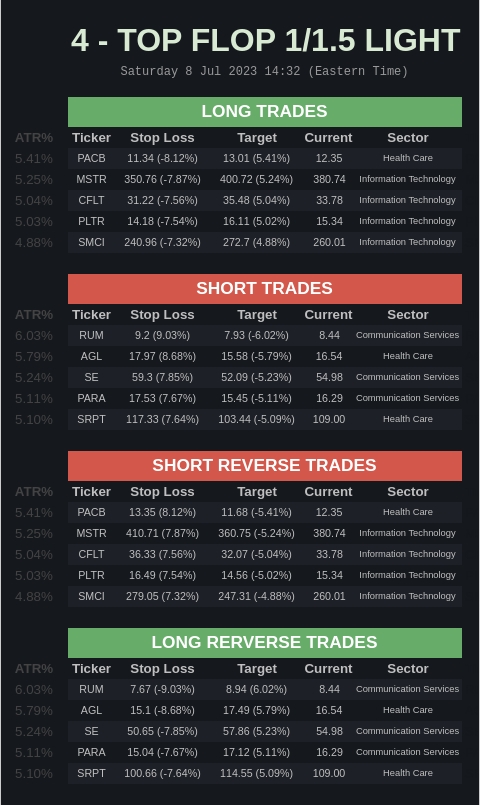 4 - TOP FLOP 1/1.5 LIGHT
Saturday 8 Jul 2023 14:32 (Eastern Time)
LONG TRADES
ATR% Ticker Stop Loss Target Current Sector
5.41% PACB 11.34 (-8.12%) 13.01 (5.41%) 12.35 Health Care
5.25% MSTR 350.76 (-7.87%) 400.72 (5.24%) 380.74 Information Technology
5.04% CFLT 31.22 (-7.56%) 35.48 (5.04%) 33.78 Information Technology
5.03% PLTR 14.18 (-7.54%) 16.11 (5.02%) 15.34 Information Technology
4.88% SMCI 240.96 (-7.32%) 272.7 (4.88%) 260.01 Information Technology
SHORT TRADES
ATR% Ticker Stop Loss Target Current Sector
6.03% RUM 9.2 (9.03%) 7.93 (-6.02%) 8.44 Communication Services
5.79% AGL 17.97 (8.68%) 15.58 (-5.79%) 16.54 Health Care
5.24% SE 59.3 (7.85%) 52.09 (-5.23%) 54.98 Communication Services
5.11% PARA 17.53 (7.67%) 15.45 (-5.11%) 16.29 Communication Services
5.10% SRPT 117.33 (7.64%) 103.44 (-5.09%) 109.00 Health Care
SHORT REVERSE TRADES
ATR% Ticker Stop Loss Target Current Sector
5.41% PACB 13.35 (8.12%) 11.68 (-5.41%) 12.35 Health Care
5.25% MSTR 410.71 (7.87%) 360.75 (-5.24%) 380.74 Information Technology
5.04% CFLT 36.33 (7.56%) 32.07 (-5.04%) 33.78 Information Technology
5.03% PLTR 16.49 (7.54%) 14.56 (-5.02%) 15.34 Information Technology
4.88% SMCI 279.05 (7.32%) 247.31 (-4.88%) 260.01 Information Technology
LONG RERVERSE TRADES
ATR% Ticker Stop Loss Target Current Sector
6.03% RUM 7.67 (-9.03%) 8.94 (6.02%) 8.44 Communication Services
5.79% AGL 15.1 (-8.68%) 17.49 (5.79%) 16.54 Health Care
5.24% SE 50.65 (-7.85%) 57.86 (5.23%) 54.98 Communication Services
5.11% PARA 15.04 (-7.67%) 17.12 (5.11%) 16.29 Communication Services
5.10% SRPT 100.66 (-7.64%) 114.55 (5.09%) 109.00 Health Care